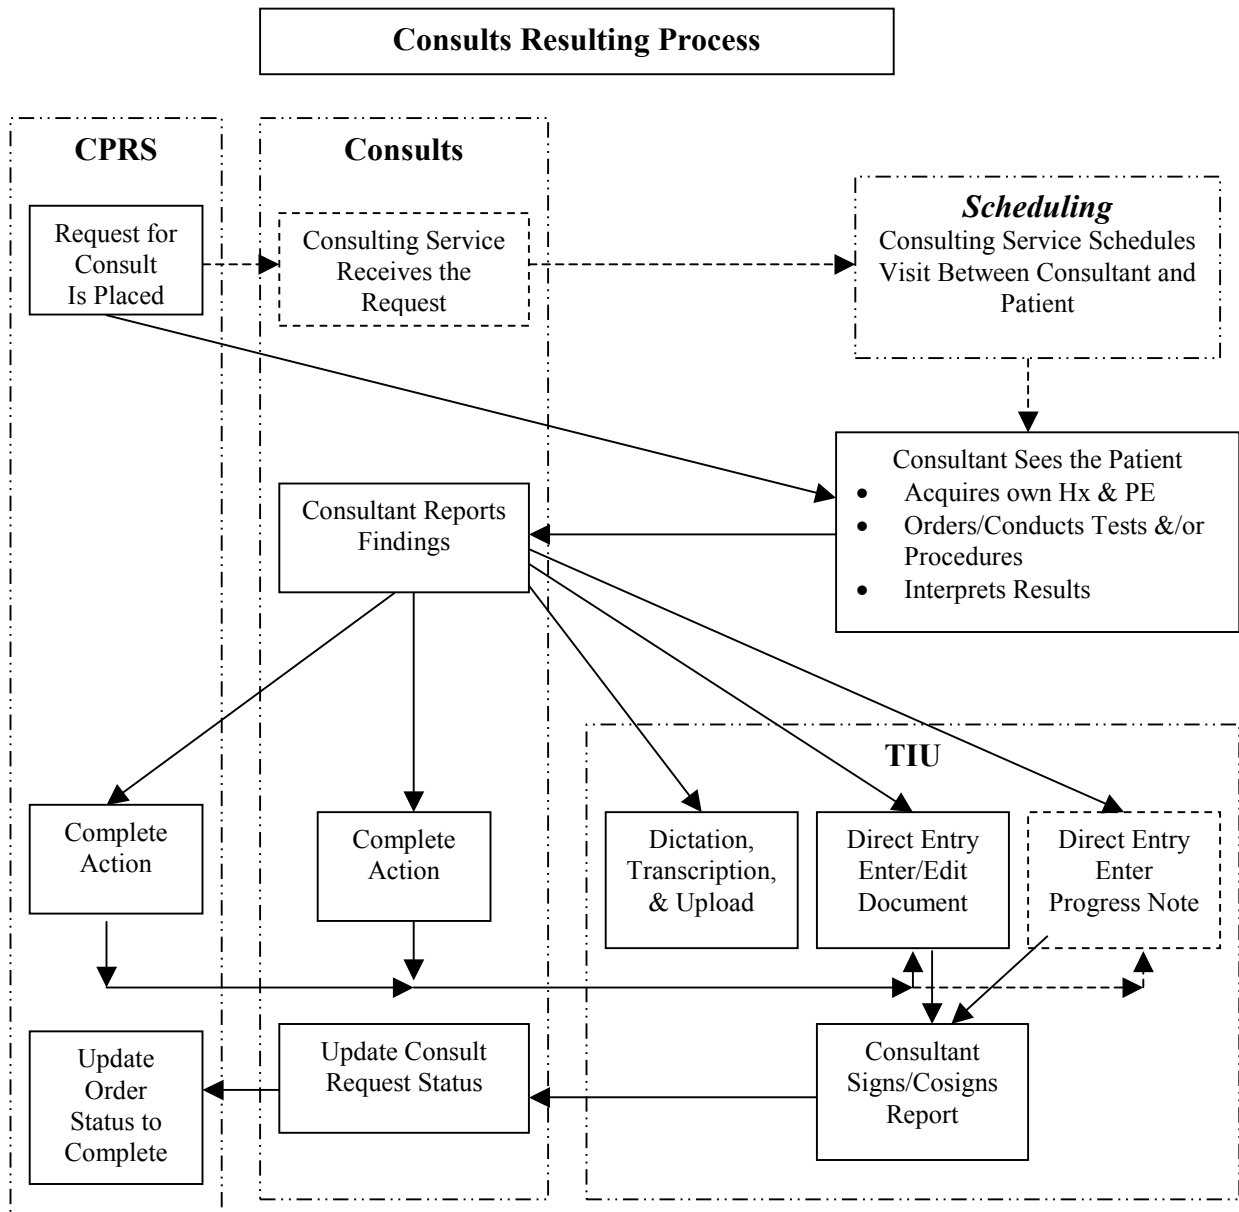 Consults Resulting Process
CPRS
Consults
Request for
Consult
Is Placed
Consulting Service
Receives the
Request
Scheduling
Consulting Service Schedules
Visit Between Consultant and
Patient
Consultant Sees the Patient
• Acquires own Hx & PE
• Orders/Conducts Tests &/or
Procedures
• Interprets Results
Consultant Reports
Findings
TIU
Complete
Action
Complete
Action
Dictation,
Transcription,
& Upload
Direct Entry
Enter/Edit
Document
Direct Entry
Enter
Progress Note
Update
Order
Status to
Complete
Update Consult
Request Status
Consultant
Signs/Cosigns
Report